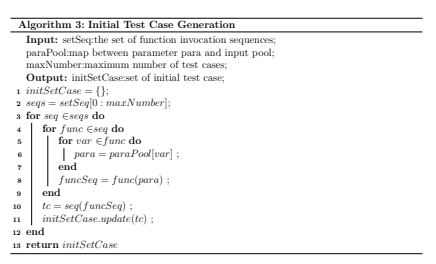 Algorithm 3: Initial Test Case Generation
Input: setSeq:the set of function invocation sequences;
paraPool:map between parameter para and input pool;
maxNumber:maximum number of test cases;
Output: initSetCase:set of initial test case;
1 initSetCase = {};
2 seqs = setSeq[0 : maxNumber];
3 for seq ∈seqs do
4 for func ∈seq do
5 for var ∈func do
6 para = paraPool[var] ;
7 end
8 funcSeq = func(para) ;
9 end
10 tc = seq(funcSeq) ;
11 initSetCase.update(tc) ;
12 end
13 return initSetCase